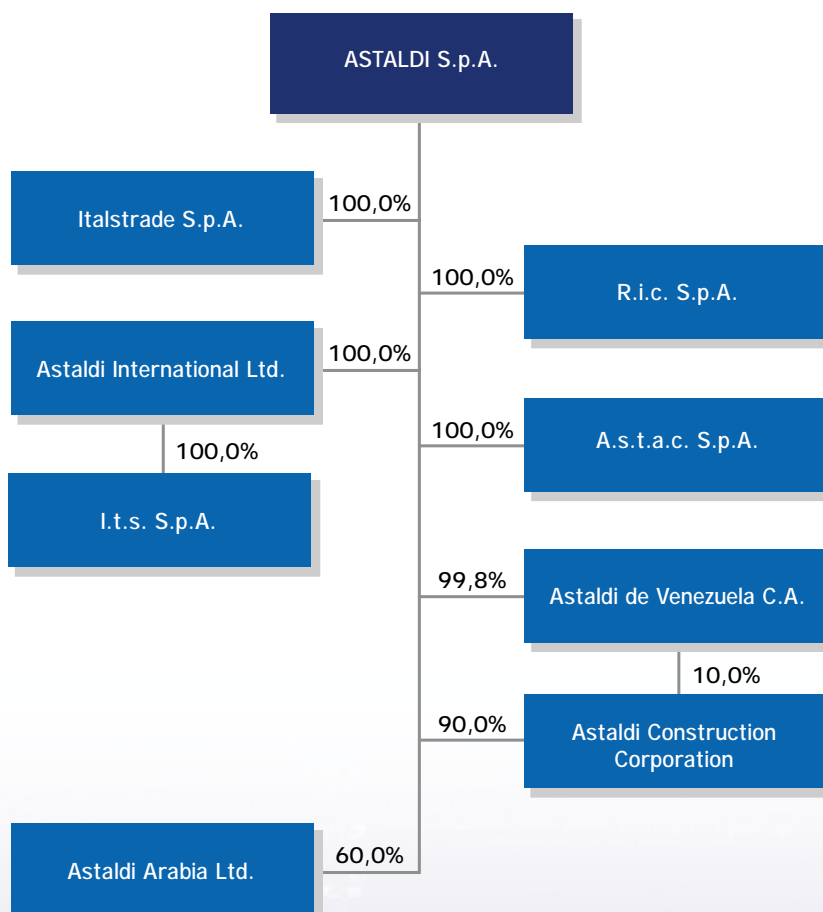 ASTALDI S.p.A.
Italstrade S.p.A.
100,0%
100,0%
R.i.c. S.p.A.
Astaldi International Ltd.
100,0%
100,0%
A.s.t.a.c. S.p.A.
100,0%
I.t.s. S.p.A.
99,8%
Astaldi de Venezuela C.A.
10,0%
90,0%
Astaldi Construction
Corporation
Astaldi Arabia Ltd.
60,0%